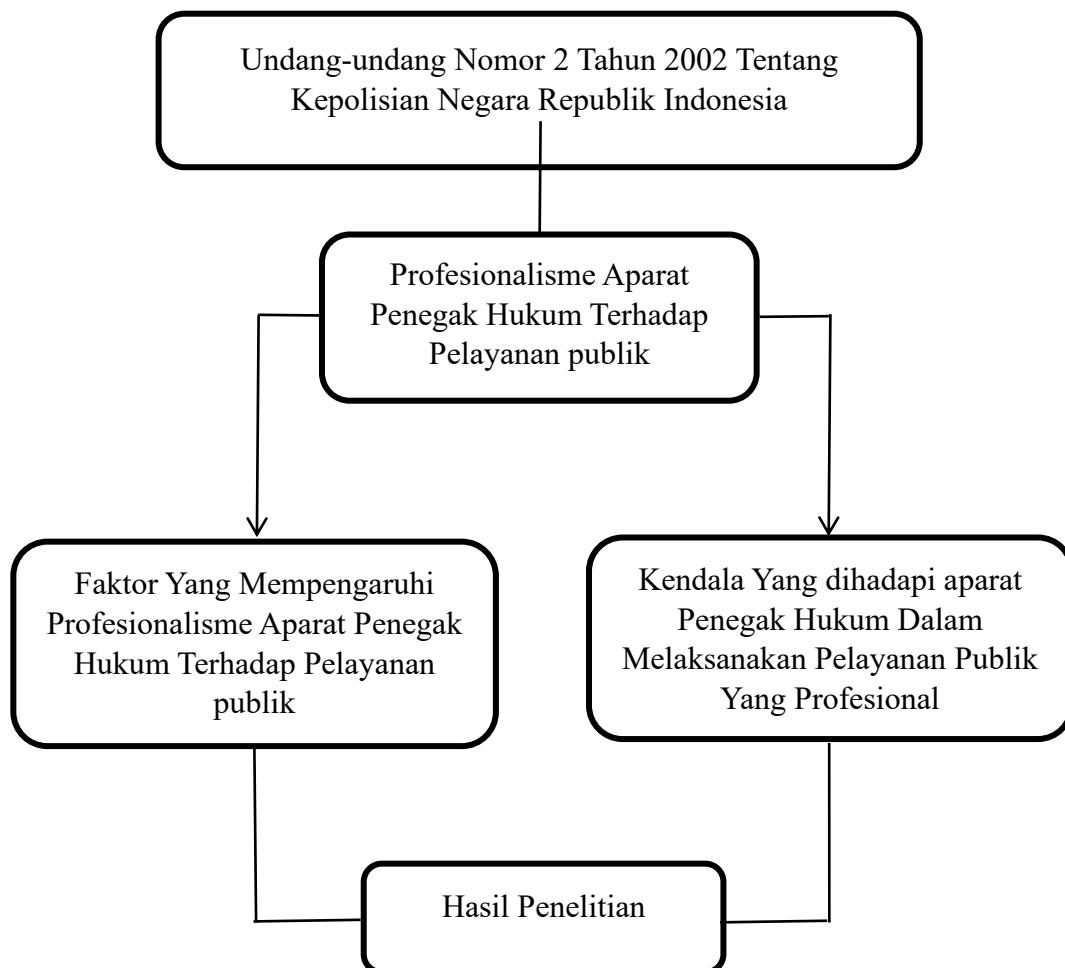 Undang-undang Nomor 2 Tahun 2002 Tentang
Kepolisian Negara Republik Indonesia
Profesionalisme Aparat
Penegak Hukum Terhadap
Pelayanan publik
Faktor Yang Mempengaruhi
Profesionalisme Aparat Penegak
Hukum Terhadap Pelayanan
publik
Kendala Yang dihadapi aparat
Penegak Hukum Dalam
Melaksanakan Pelayanan Publik
Yang Profesional
Hasil Penelitian